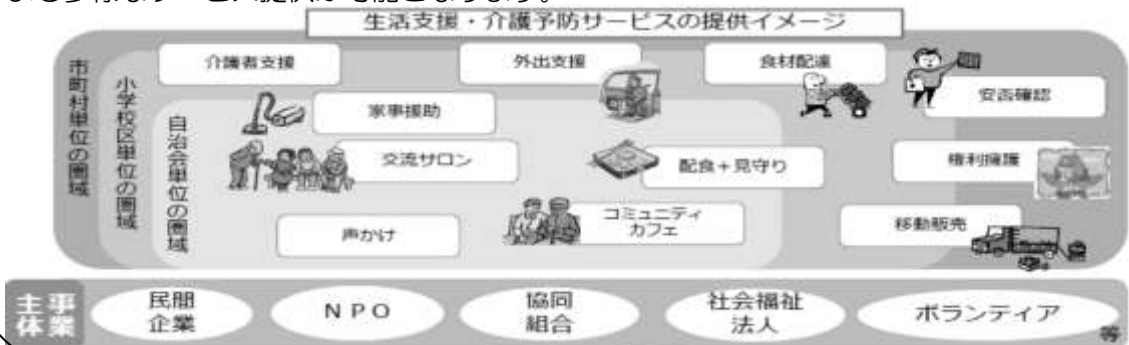 生活支援・介護予防サービスの提供イメージ
市町村単位の圏域
小学校区単位の圏域
自治会単位の圏域
介護者支援
外出支援
食材配達
安否確認
家事援助
交流サロン
配食+見守り
権利擁護
声かけ
コミュニティ
カフェ
移動販売
事業
主体
民間
企業
NPO
協同
組合
社会福祉
法人
ボランティア
等